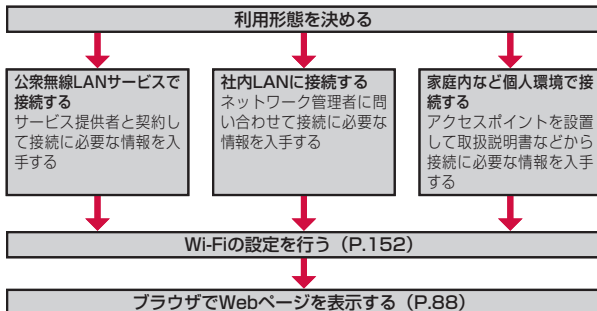 利用形態を決める
公衆無線LANサービスで
接続する
サービス提供者と契約し
て接続に必要な情報を入
手する
社内LANに接続する
ネットワーク管理者に問
い合わせて接続に必要な
情報を入手する
家庭内など個人環境で接
続する
アクセスポイントを設置
して取扱説明書などから
接続に必要な情報を入手
する
Wi-Fiの設定を行う（P.152）
ブラウザでWebページを表示する（P.88）